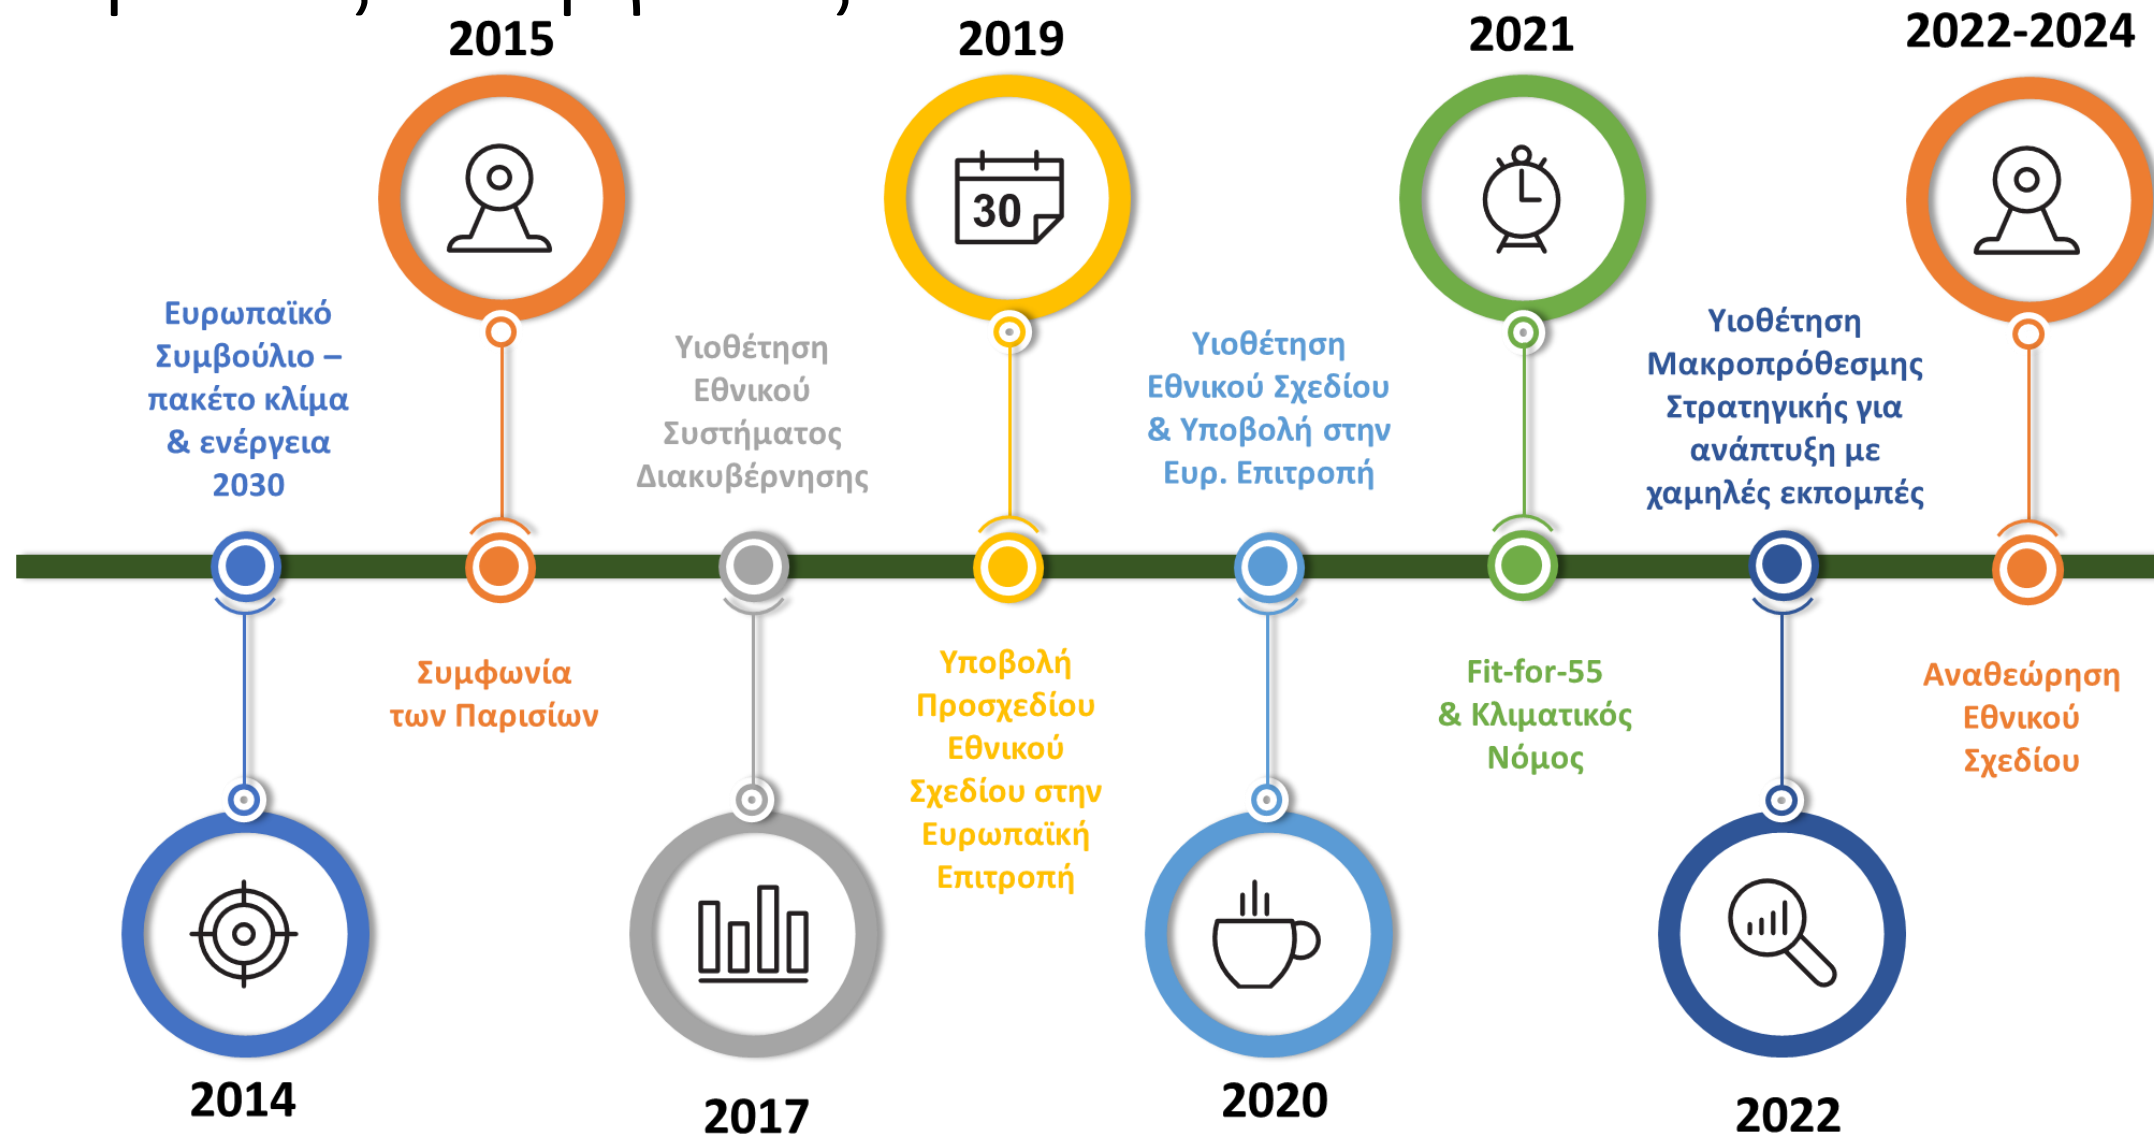 2014
Ευρωπαϊκό
Συμβούλιο –
πακέτο κλίμα
& ενέργεια
2030
2015
Συμφωνία
των Παρισίων
2017
Υιοθέτηση
Εθνικού
Συστήματος
Διακυβέρνησης
2019
30
Υποβολή
Προσχεδίου
Εθνικού
Σχεδίου στην
Ευρωπαϊκή
Επιτροπή
2020
Υιοθέτηση
Εθνικού Σχεδίου
& Υποβολή στην
Ευρ. Επιτροπή
2021
Fit-for-55
& Κλιματικός
Νόμος
2022
Υιοθέτηση
Μακροπρόθεσμης
Στρατηγικής για
ανάπτυξη με
χαμηλές εκπομπές
2022-2024
Αναθεώρηση
Εθνικού
Σχεδίου